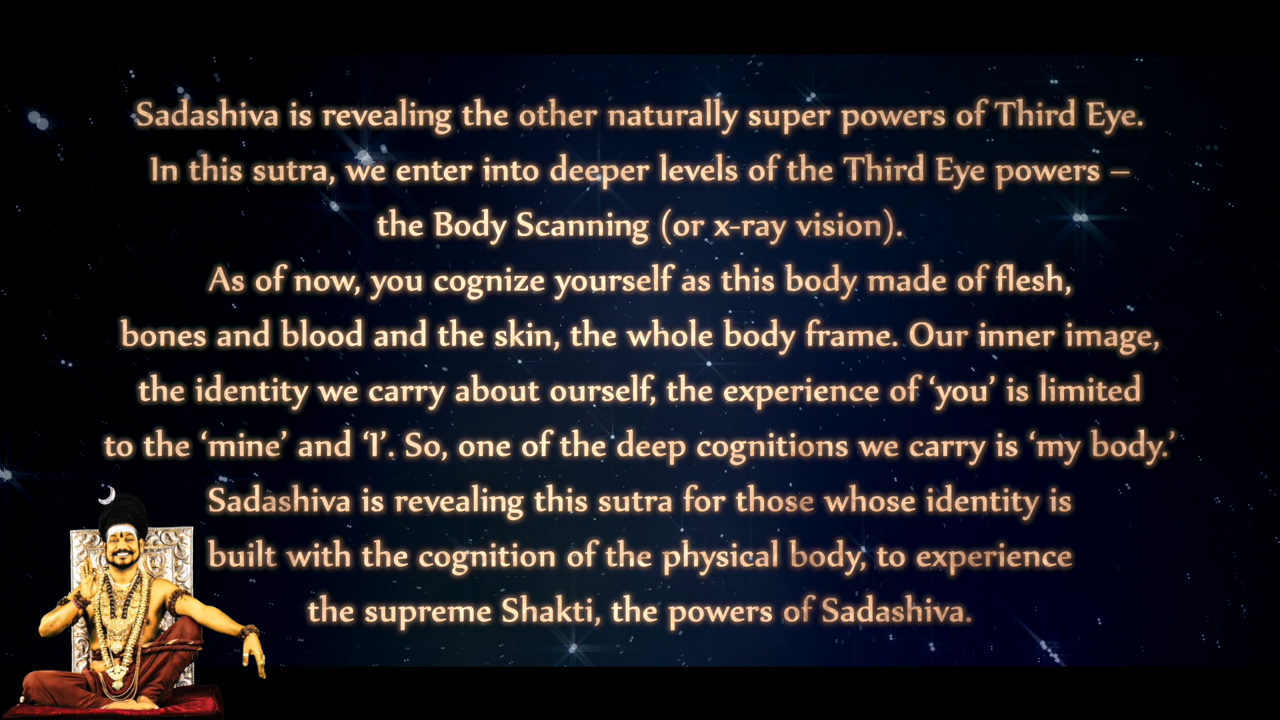 Sadashiva is revealing the other naturally super powers of Third Eye.
In this sutra, we enter into deeper levels of the Third Eye powers –
the Body Scanning (or x-ray vision).
As of now, you cognize yourself as this body made of flesh,
bones and blood and the skin, the whole body frame. Our inner image,
the identity we carry about ourself, the experience of ‘you’ is limited
to the ‘mine’ and ‘I’. So, one of the deep cognitions we carry is ‘my body.’
Sadashiva is revealing this sutra for those whose identity is
built with the cognition of the physical body, to experience
the supreme Shakti, the powers of Sadashiva.